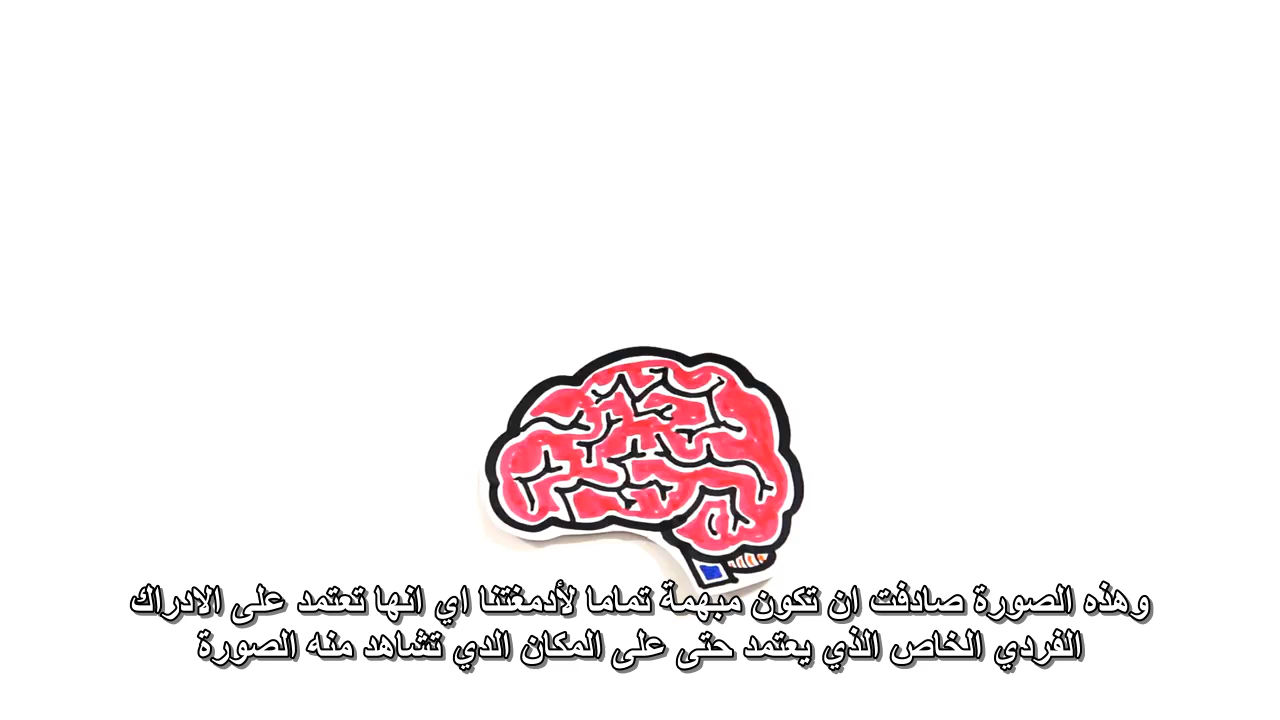 وهذه الصورة صادفت ان تكون مبهمة تماما لأدمغتنا اي انها تعتمد على الادراك
الفردي الخاص الذي يعتمد حتى على المكان الدي تشاهد منه الصورة